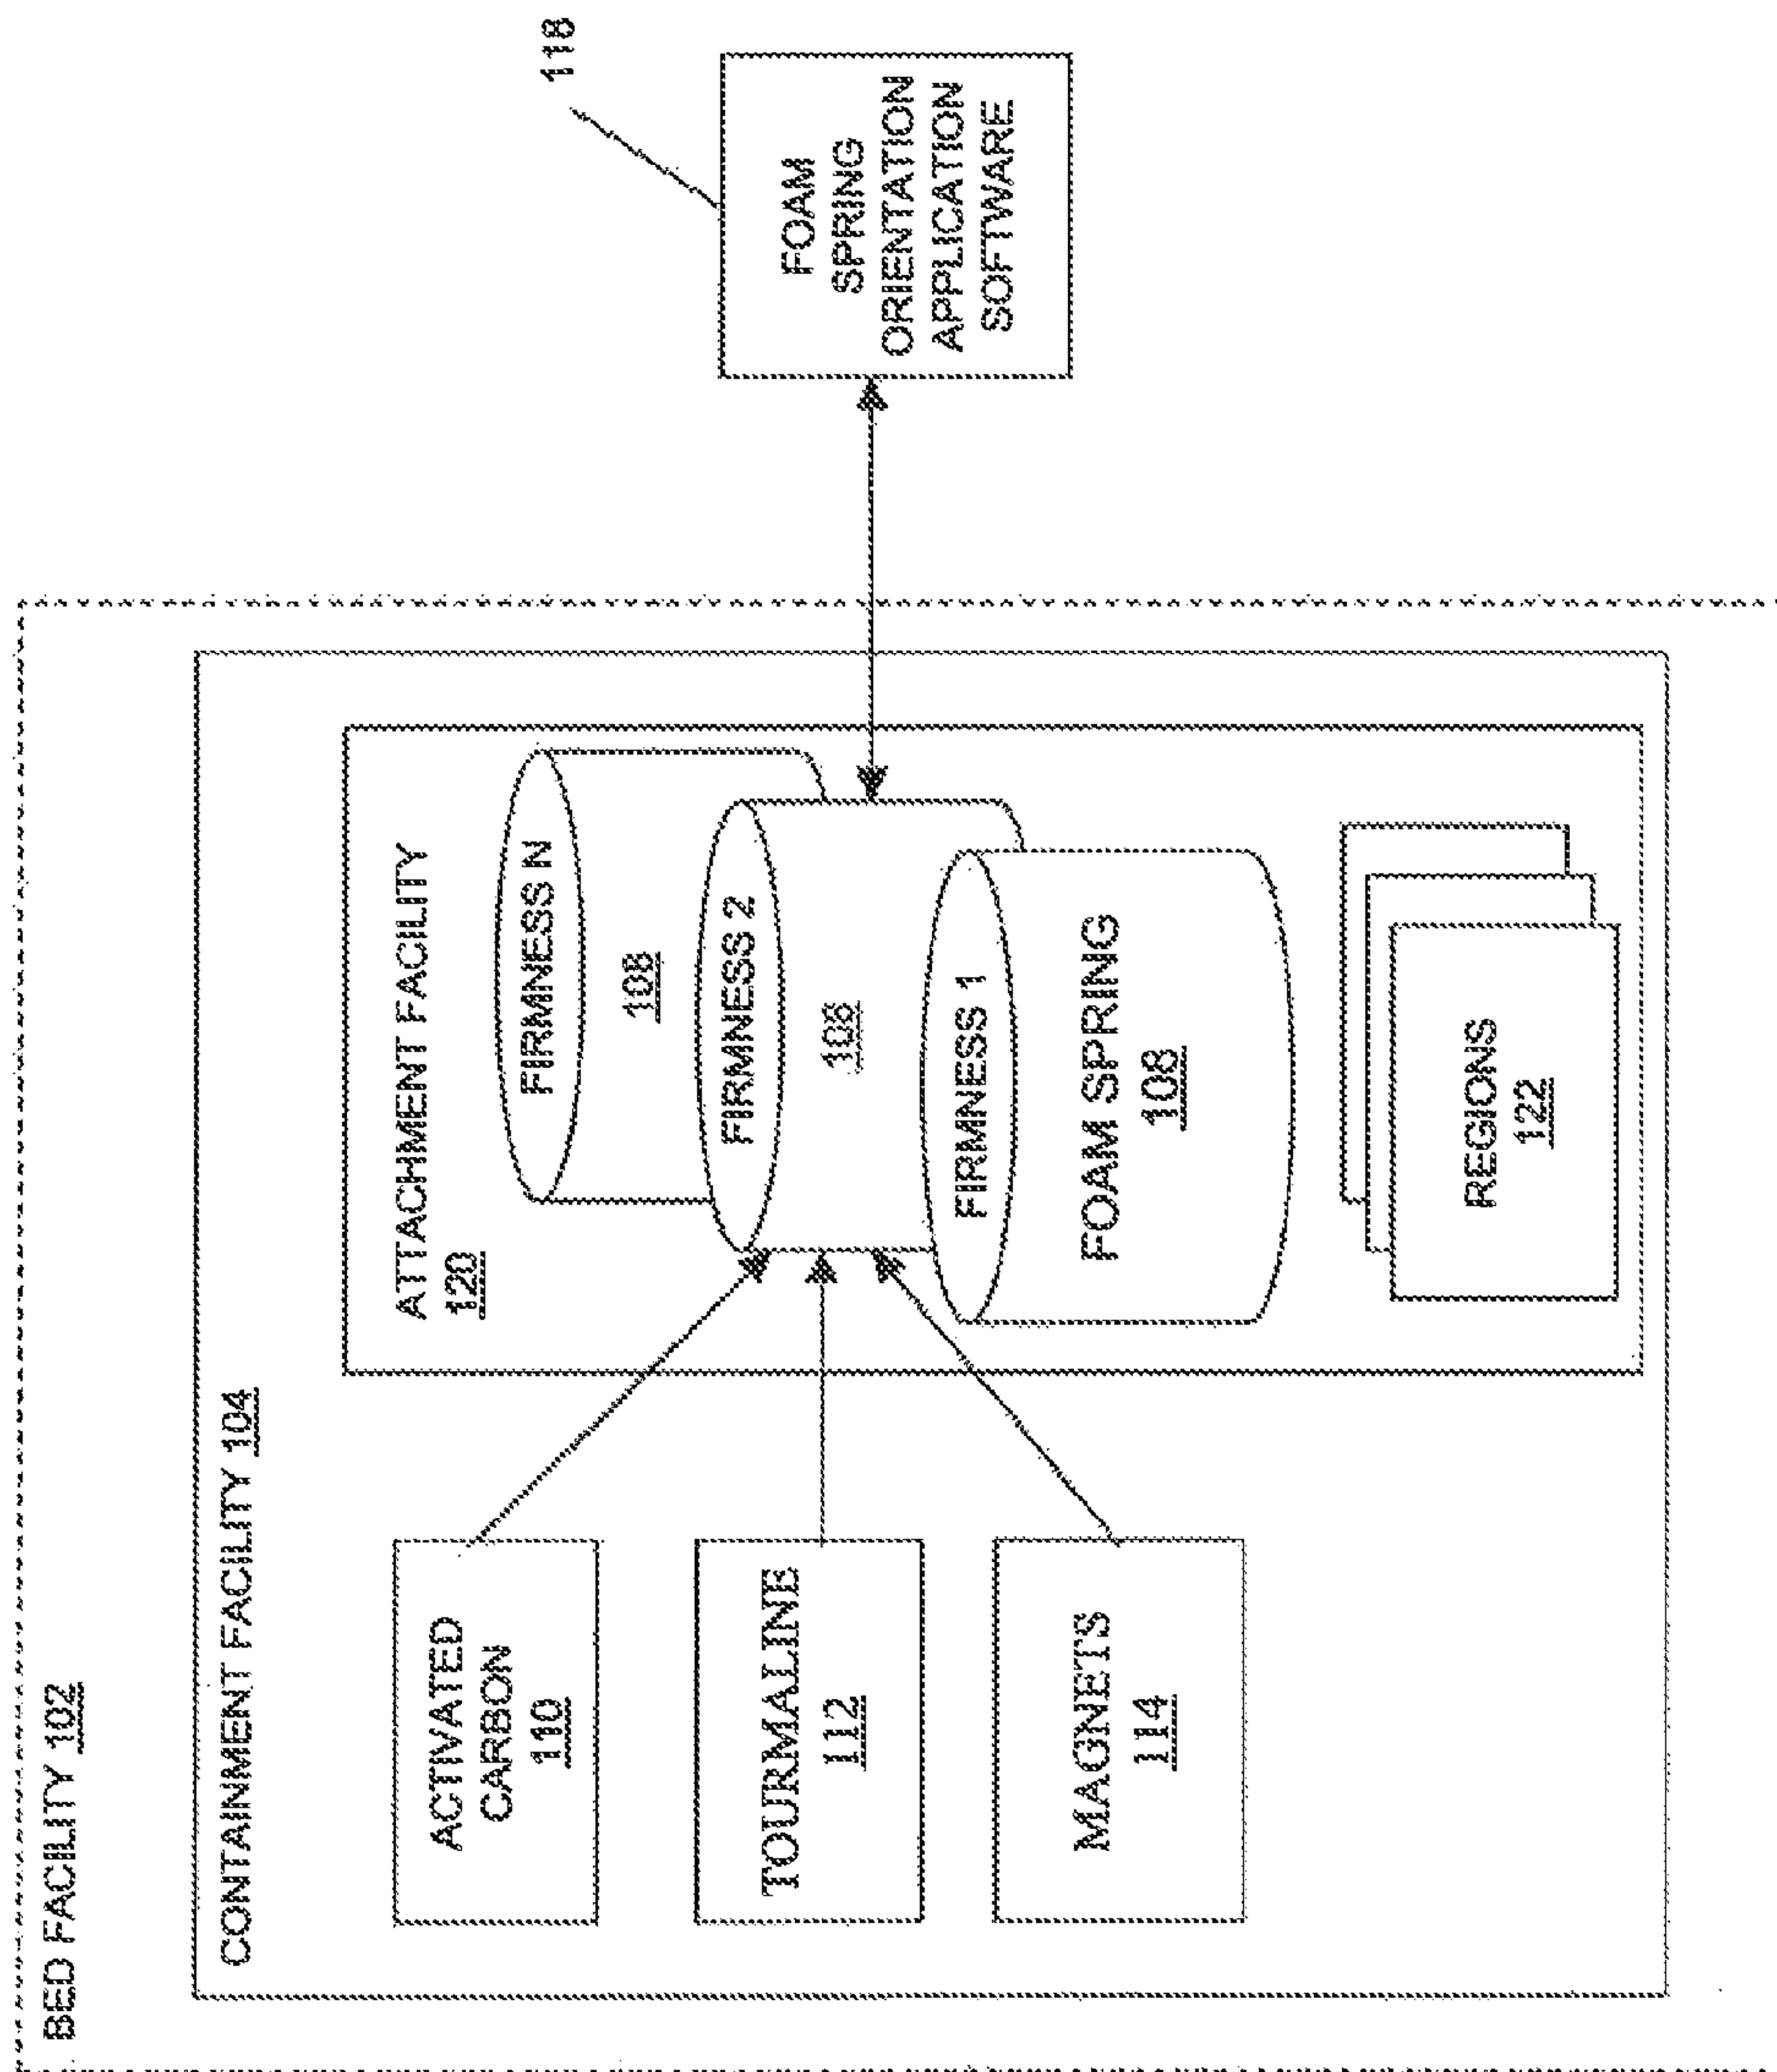 BED FACILITY 102
CONTAINMENT FACILITY 104
ACTIVATED
CARBON
110
TOURMALINE
112
MAGNETS
114
ATTACHMENT FACILITY
120
FIRMNESS N
108
FIRMNESS 2
108
FIRMNESS 1
FOAM SPRING
108
REGIONS
122
118
FOAM
SPRING
ORIENTATION
APPLICATION
SOFTWARE